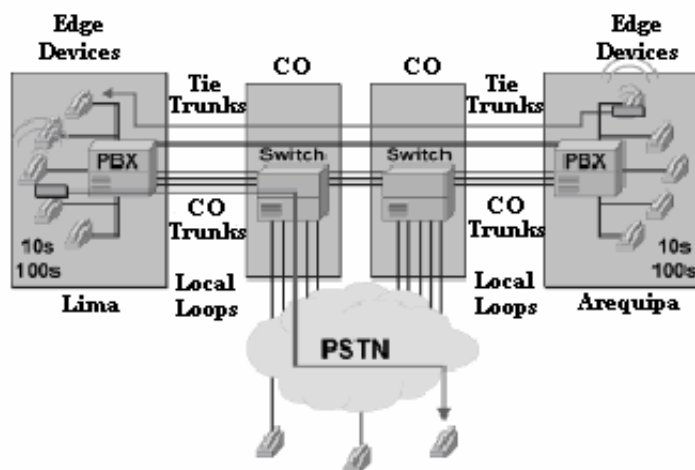 Edge
Devices
CO
CO
Edge
Devices
Tie
Trunks
Tie
Trunks
PBX
Switch
Switch
PBX
CO
Trunks
CO
Trunks
10s
100s
10s
100s
Local
Loops
Local
Loops
Lima
Arequipa
PSTN